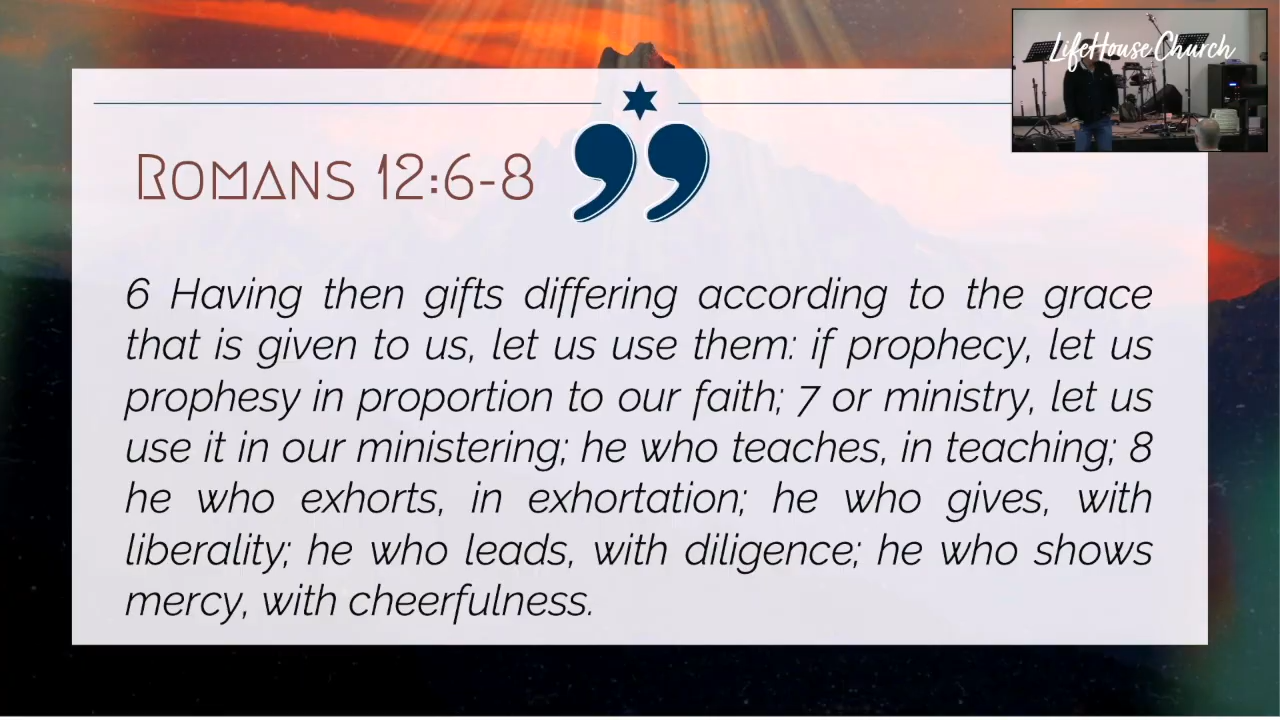 LifeHouse Church
Romans 12:6-8
6 Having then gifts differing according to the grace
that is given to us, let us use them: if prophecy, let us
prophesy in proportion to our faith; 7 or ministry, let us
use it in our ministering; he who teaches, in teaching; 8
he who exhorts, in exhortation; he who gives, with
liberality; he who leads, with diligence; he who shows
mercy, with cheerfulness.